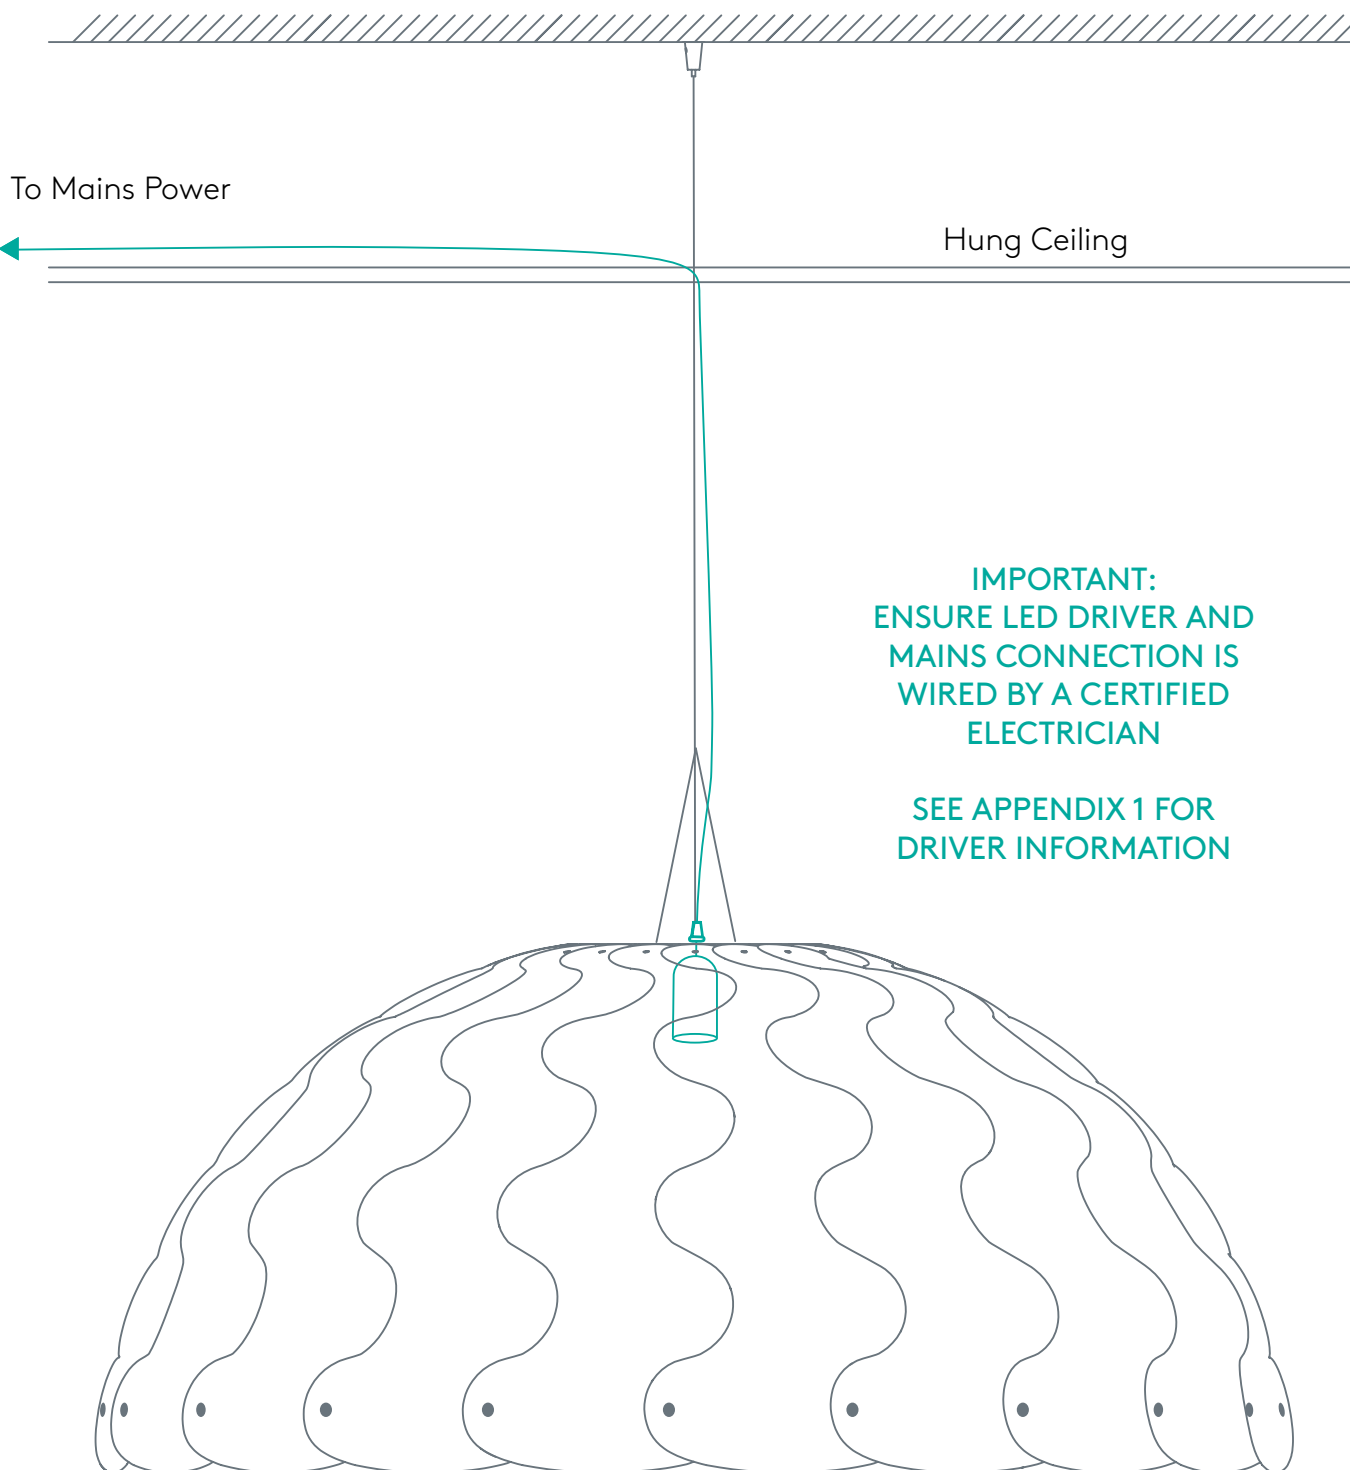 To Mains Power
Hung Ceiling
IMPORTANT:
ENSURE LED DRIVER AND
MAINS CONNECTION IS
WIRED BY A CERTIFIED
ELECTRICIAN
SEE APPENDIX 1 FOR
DRIVER INFORMATION